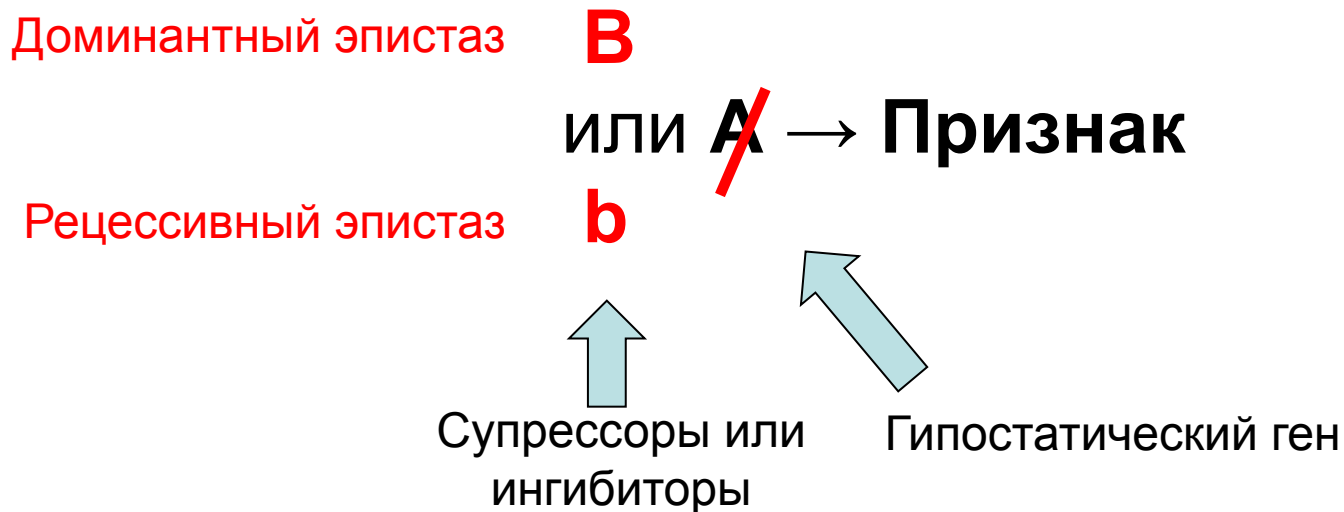 Доминантный эпистаз B
или A → Признак
Рецессивный эпистаз b
Супрессоры или
ингибиторы
Гипостатический ген